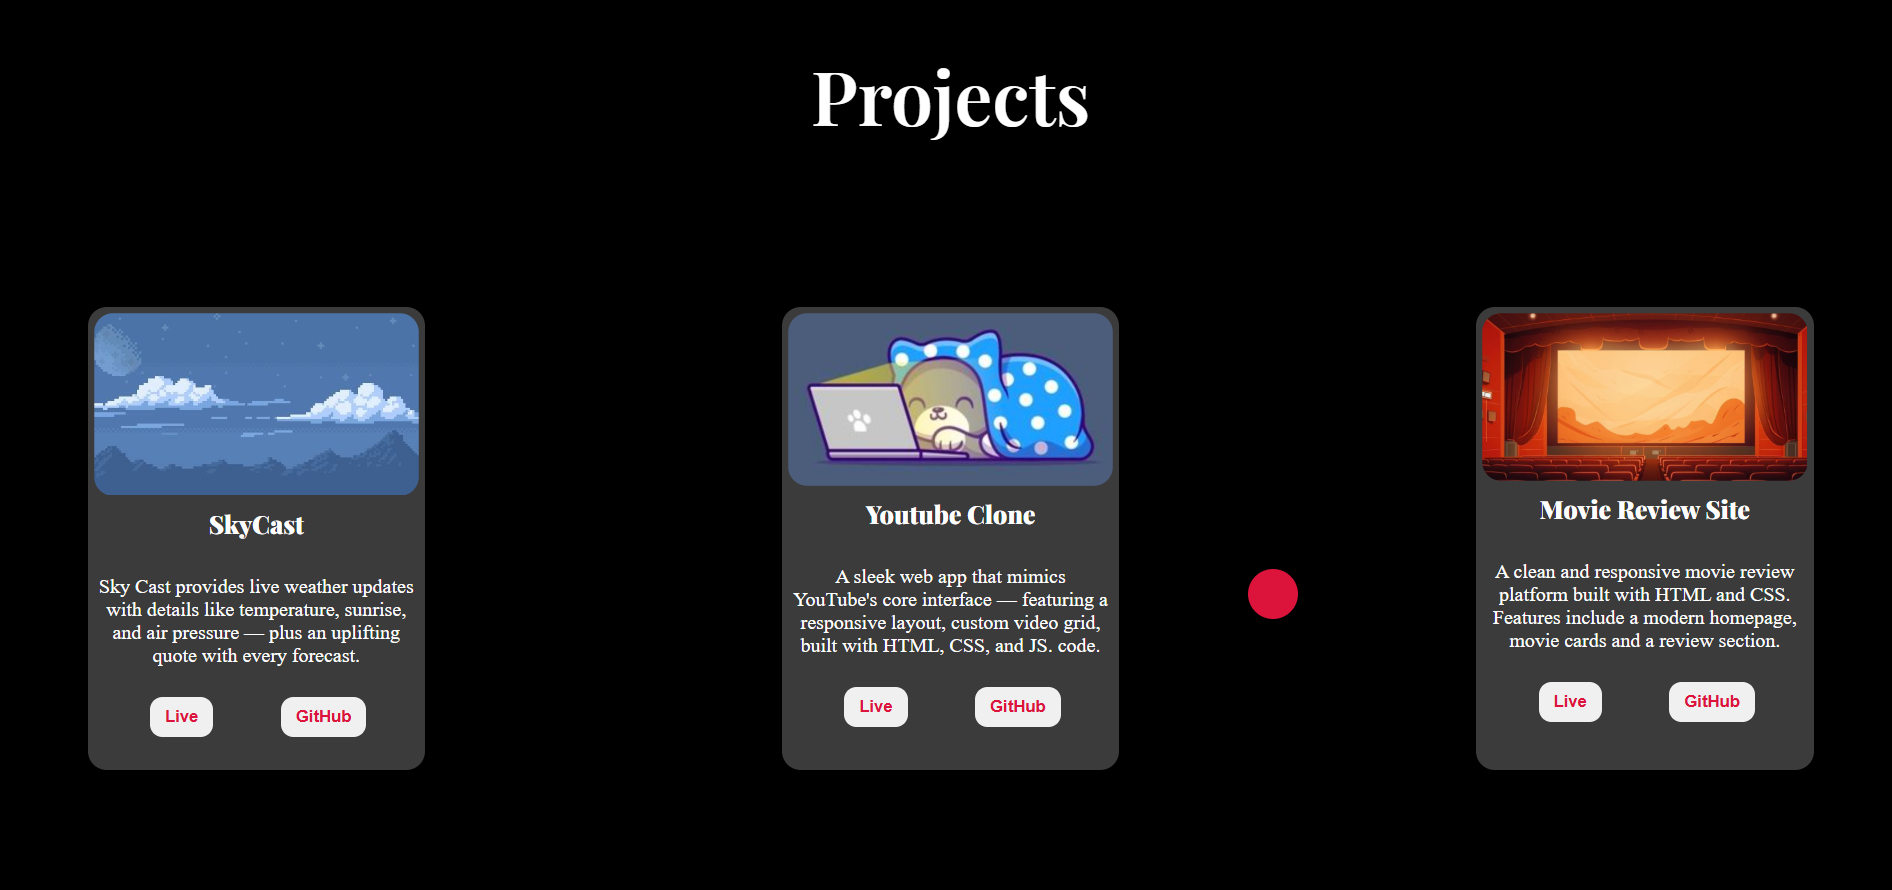 Projects
SkyCast
Sky Cast provides live weather updates
with details like temperature, sunrise,
and air pressure — plus an uplifting
quote with every forecast.
Live
GitHub
Youtube Clone
A sleek web app that mimics
YouTube's core interface — featuring a
responsive layout, custom video grid,
built with HTML, CSS, and JS. code.
Live
GitHub
Movie Review Site
A clean and responsive movie review
platform built with HTML and CSS.
Features include a modern homepage,
movie cards and a review section.
Live
GitHub